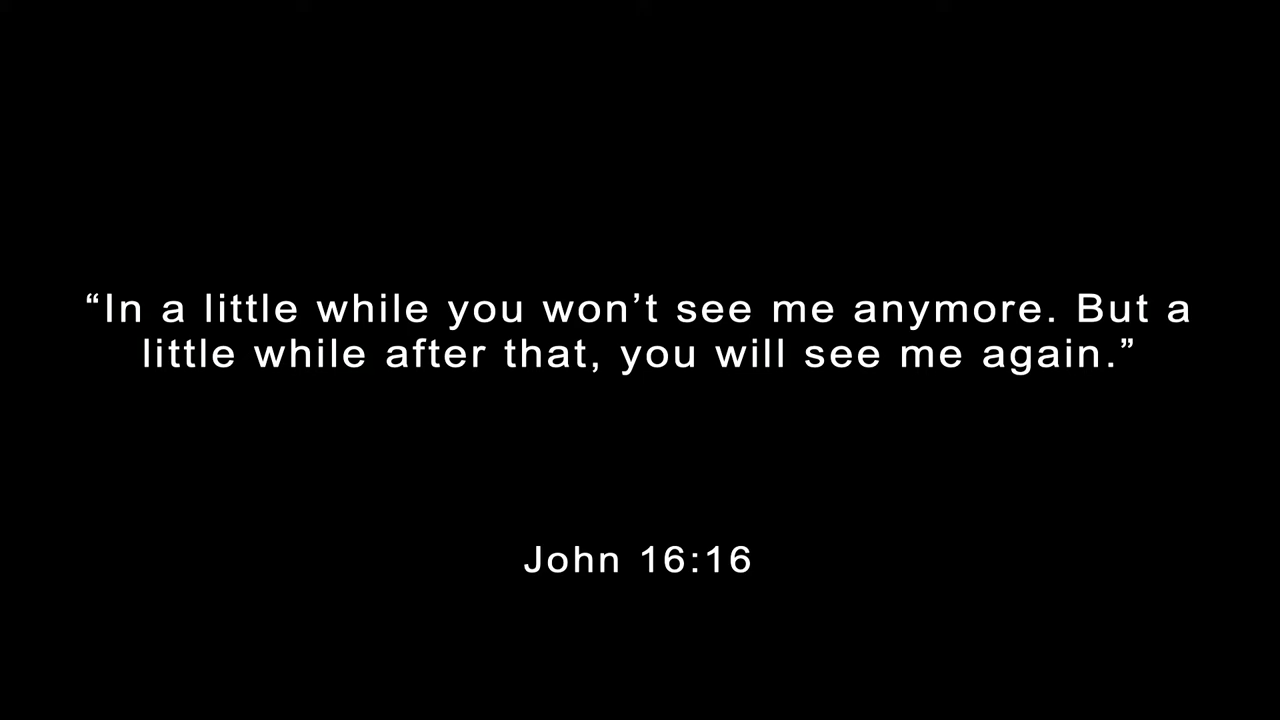 “In a little while you won’t see me anymore. But a
little while after that, you will see me again.”
John 16:16